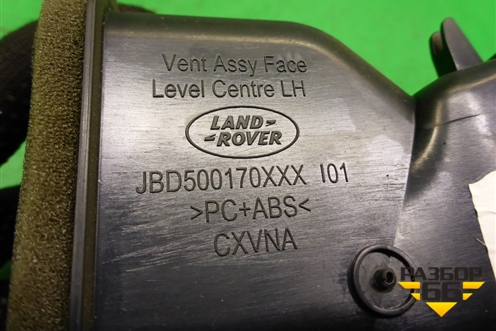 Vent Assy Face
Level Centre LH
LAND-
-ROVER
JBD500170XXX I01
>PC+ABS<
CXVNA
РАЗБОР
66